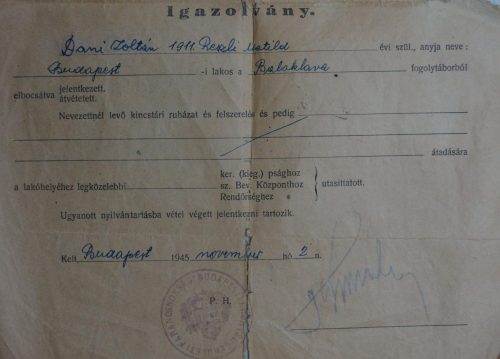 Igazolvány.
Dani Zoltán 1911. Rekeli Matild évi szül., anyja neve:
Budapest -i lakos a Balaklava fogolytáborból
elbocsátva jelentkezett.
átvétetett.
Nevezettnél levő kincstári ruházat és felszerelés és pedig
átadására
a lakóhelyéhez legközelebbi
ker. (kieg.) psághoz
sz. Bev. Központhoz
Rendőrséghez
utasíttatott.
Ugyanott nyilvántartásba vétel végett jelentkezni tartozik.
Kelt, Budapest 1945 november hó 2 n.
P. H.